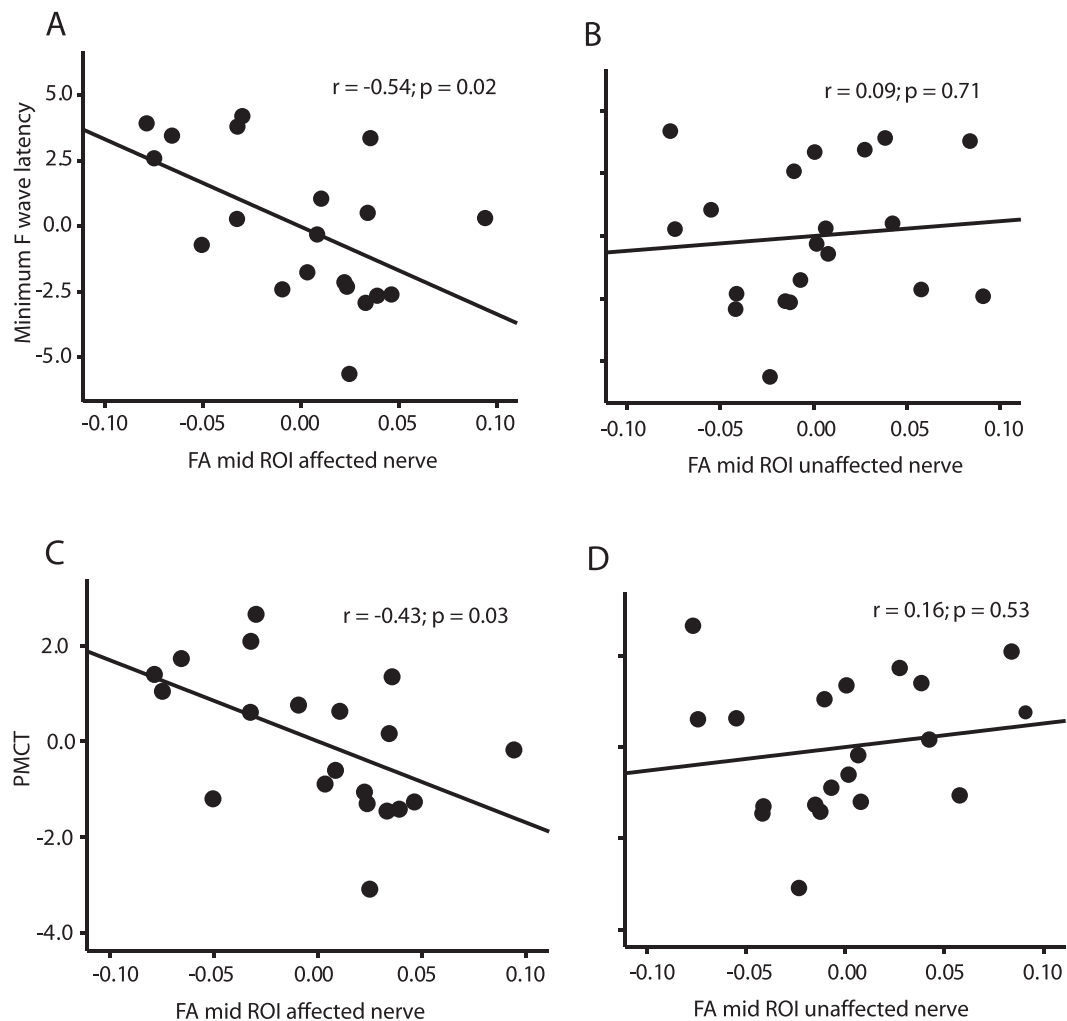 A
r = -0.54; p = 0.02
Minimum F wave latency
5.0
2.5
0.0
-2.5
-5.0
-0.10 -0.05 0.00 0.05 0.10
FA mid ROI affected nerve
B
r = 0.09; p = 0.71
-0.10 -0.05 0.00 0.05 0.10
FA mid ROI unaffected nerve
C
r = -0.43; p = 0.03
PMCT
2.0
0.0
-2.0
-4.0
-0.10 -0.05 0.00 0.05 0.10
FA mid ROI affected nerve
D
r = 0.16; p = 0.53
-0.10 -0.05 0.00 0.05 0.10
FA mid ROI unaffected nerve